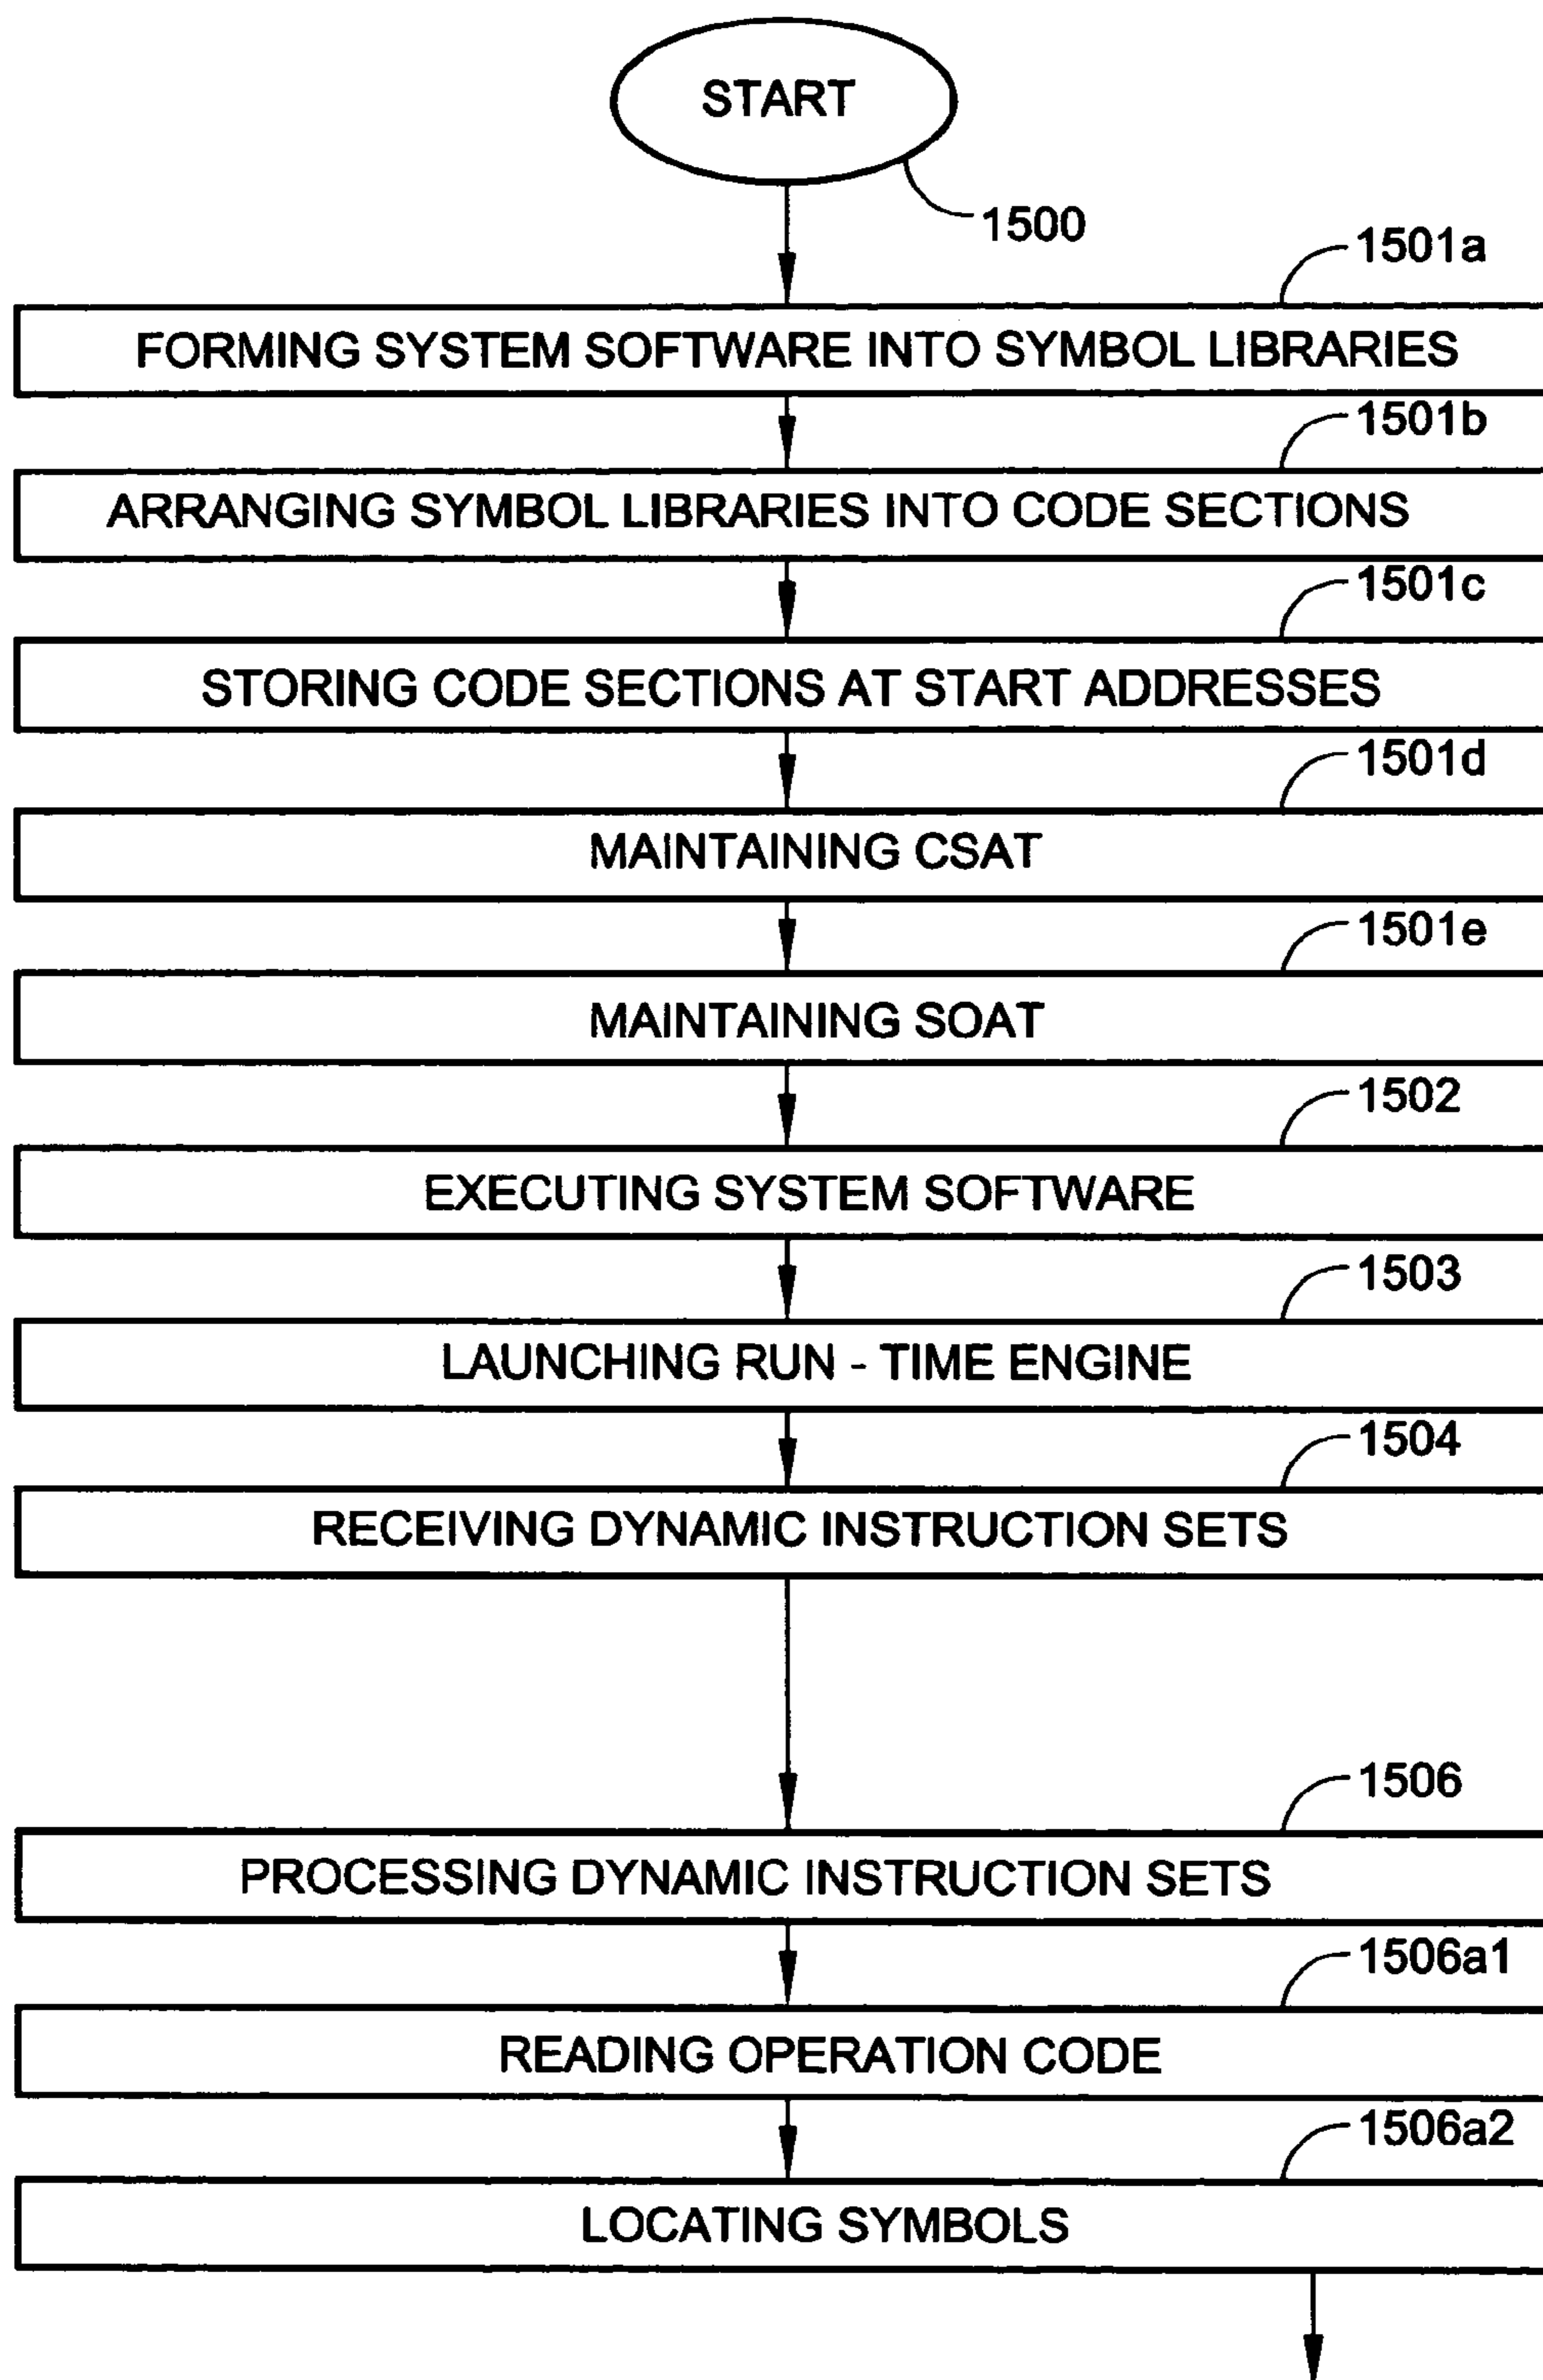 START
1500
1501a
FORMING SYSTEM SOFTWARE INTO SYMBOL LIBRARIES
1501b
ARRANGING SYMBOL LIBRARIES INTO CODE SECTIONS
1501c
STORING CODE SECTIONS AT START ADDRESSES
1501d
MAINTAINING CSAT
1501e
MAINTAINING SOAT
1502
EXECUTING SYSTEM SOFTWARE
1503
LAUNCHING RUN - TIME ENGINE
1504
RECEIVING DYNAMIC INSTRUCTION SETS
1506
PROCESSING DYNAMIC INSTRUCTION SETS
1506a1
READING OPERATION CODE
1506a2
LOCATING SYMBOLS